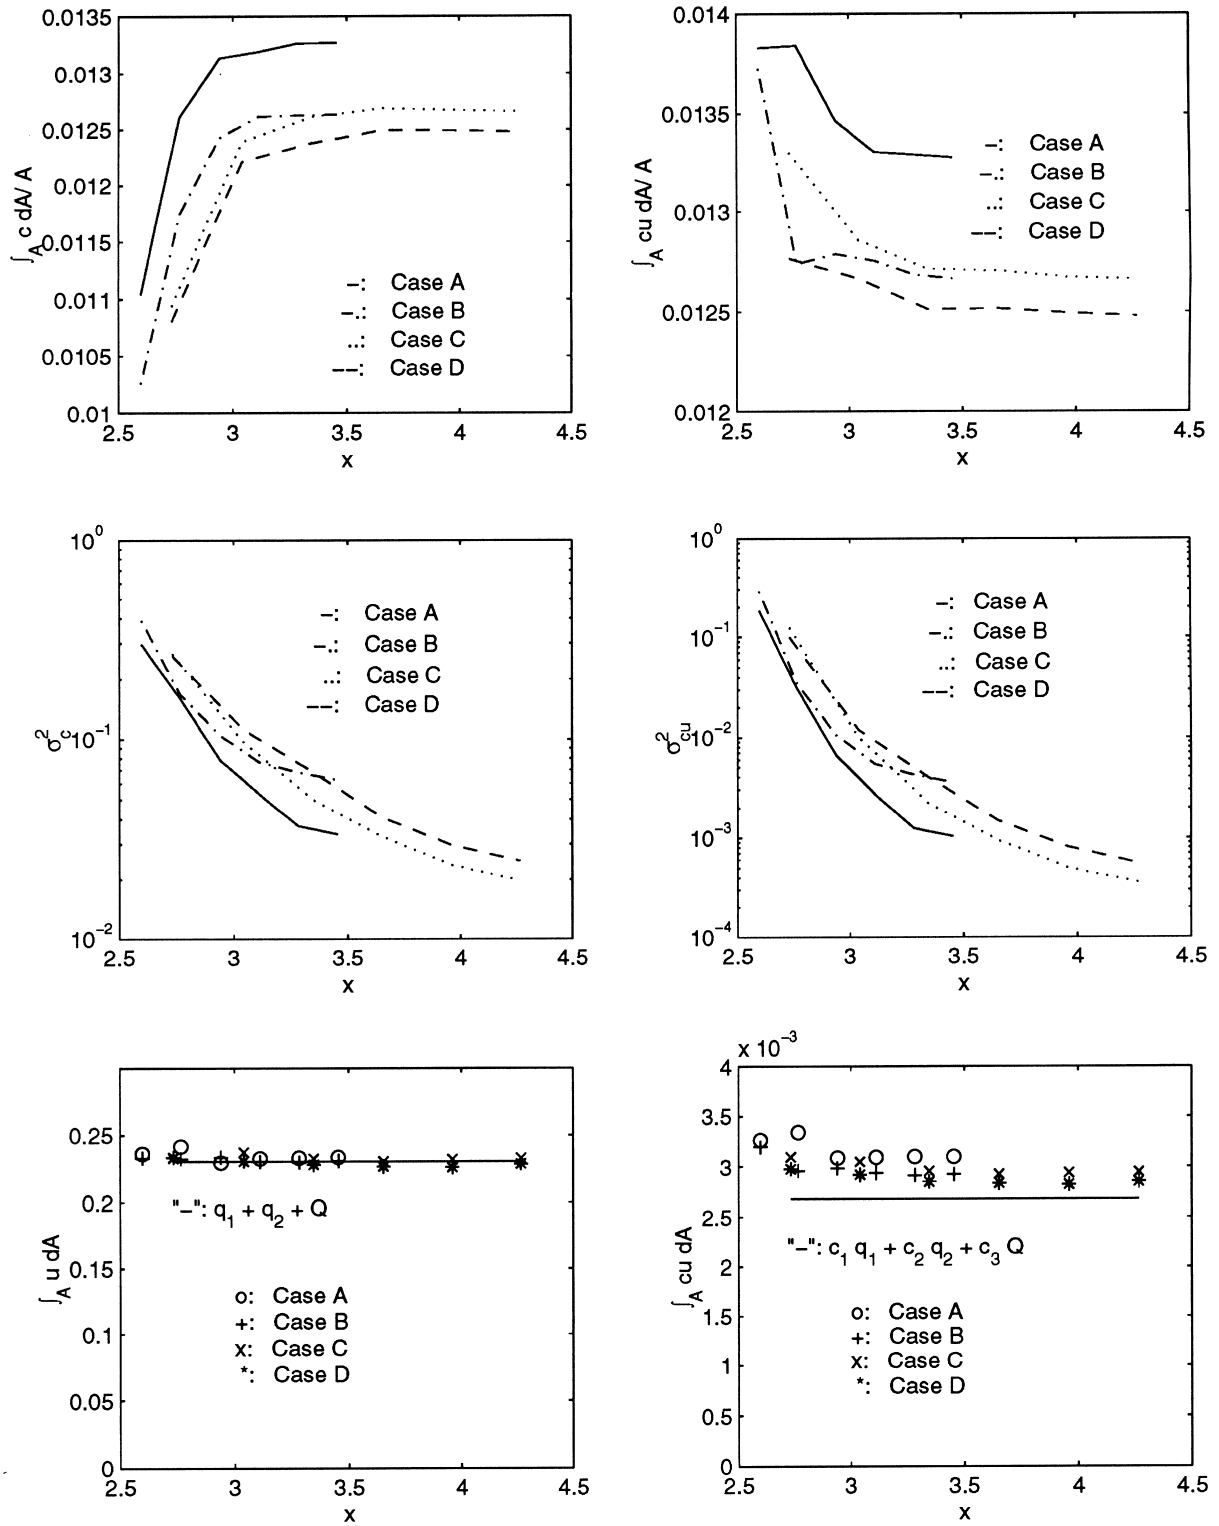 0.0135
0.013
0.0125
0.012
0.0115
0.011
0.0105
0.01
2.5 3 3.5 4 4.5
x
∫A c dA/ A
–: Case A
–.: Case B
..: Case C
––: Case D
0.014
0.0135
0.013
0.0125
0.012
2.5 3 3.5 4 4.5
x
∫A cu dA/ A
–: Case A
–.: Case B
..: Case C
––: Case D
10^0
10^−1
10^−2
2.5 3 3.5 4 4.5
x
σ_c^2
–: Case A
–.: Case B
..: Case C
––: Case D
10^0
10^−1
10^−2
10^−3
10^−4
2.5 3 3.5 4 4.5
x
σ_cu^2
–: Case A
–.: Case B
..: Case C
––: Case D
0.25
0.2
0.15
0.1
0.05
0
2.5 3 3.5 4 4.5
x
∫A u dA
"–": q1 + q2 + Q
o: Case A
+: Case B
x: Case C
*: Case D
x 10^−3
4
3.5
3
2.5
2
1.5
1
0.5
0
2.5 3 3.5 4 4.5
x
∫A cu dA
"–": c1 q1 + c2 q2 + c3 Q
o: Case A
+: Case B
x: Case C
*: Case D